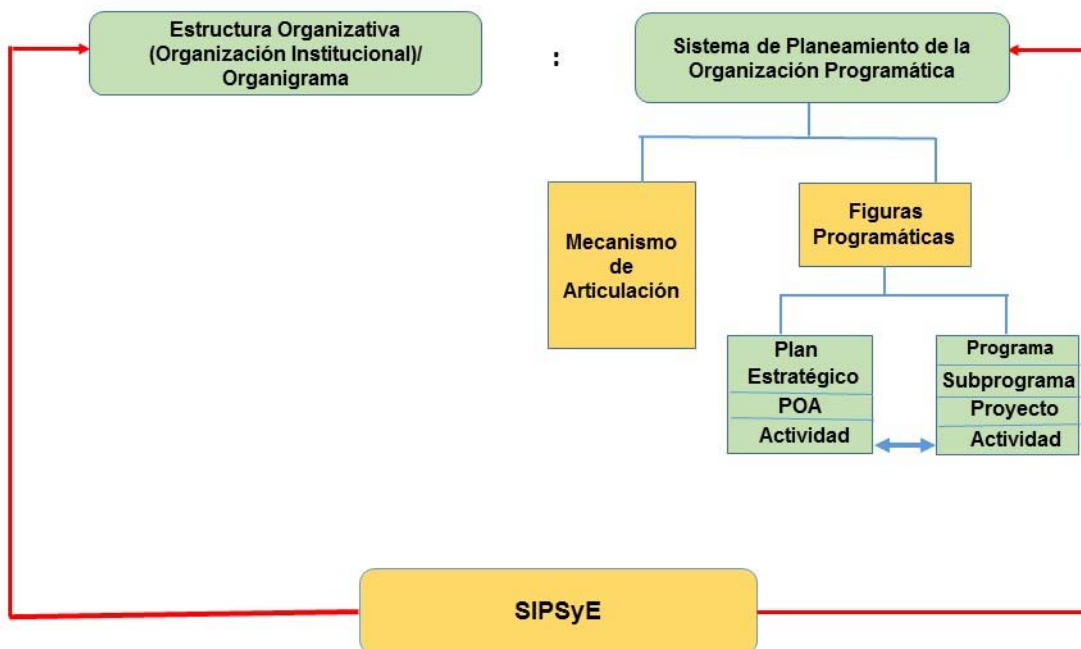 Estructura Organizativa
(Organización Institucional)/
Organigrama
:
Sistema de Planeamiento de la
Organización Programática
Mecanismo
de
Articulación
Figuras
Programáticas
Plan
Estratégico
POA
Actividad
Programa
Subprograma
Proyecto
Actividad
SIPSyE